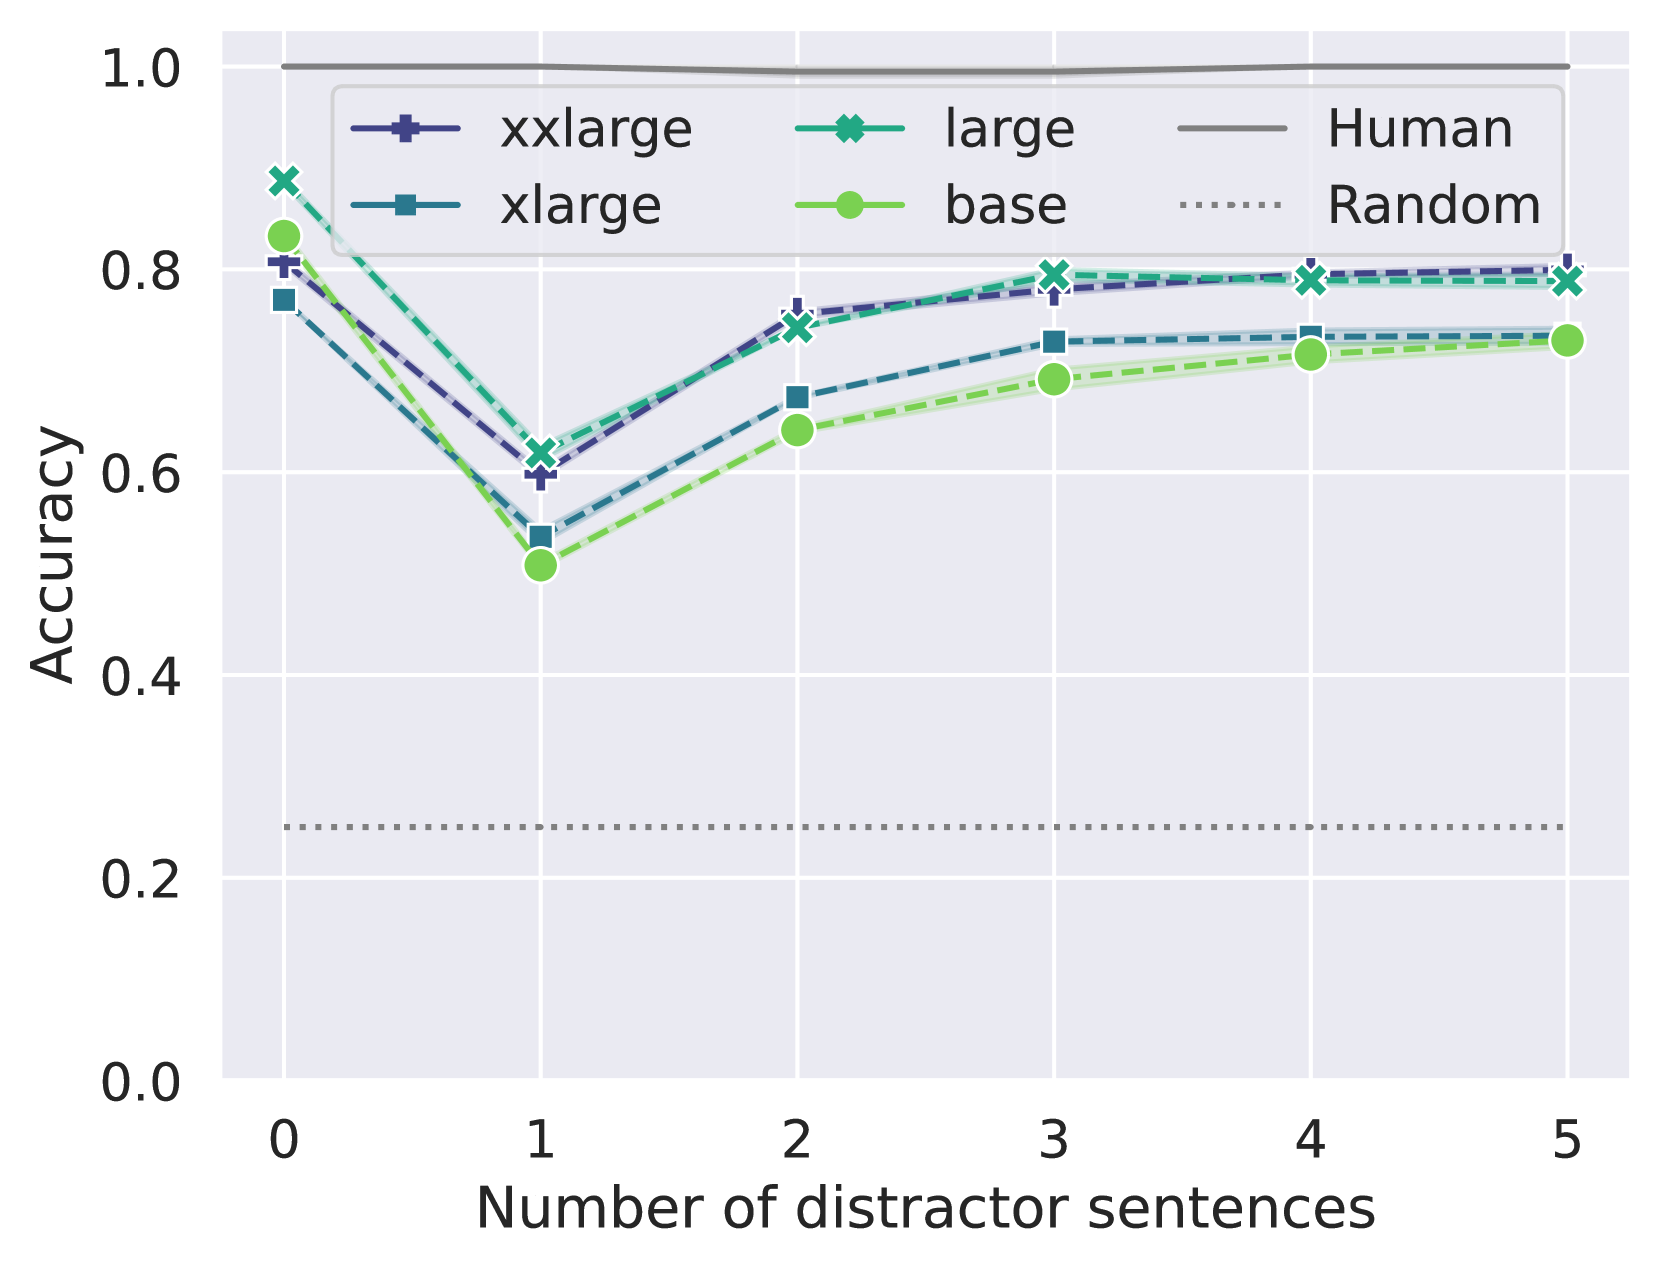 1.0
0.8
0.6
0.4
0.2
0.0
Accuracy
xxlarge large Human
xlarge base Random
0 1 2 3 4 5
Number of distractor sentences